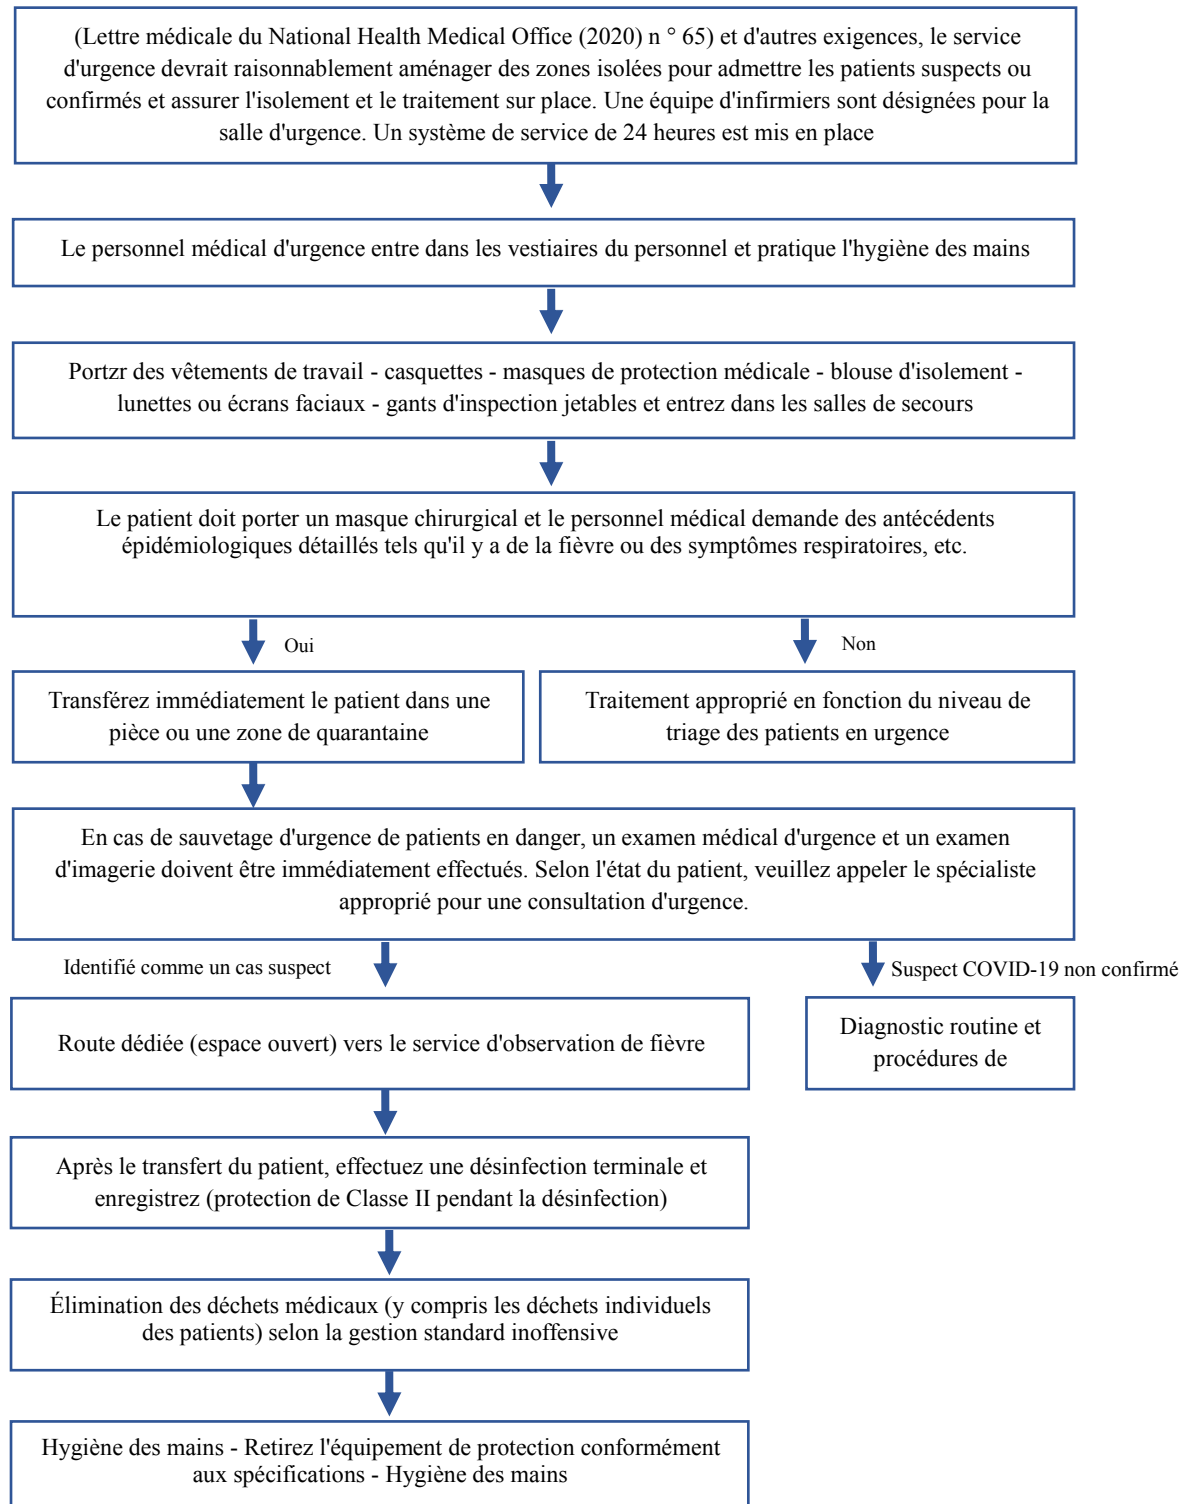 (Lettre médicale du National Health Medical Office (2020) n ° 65) et d'autres exigences, le service
d'urgence devrait raisonnablement aménager des zones isolées pour admettre les patients suspects ou
confirmés et assurer l'isolement et le traitement sur place. Une équipe d'infirmiers sont désignées pour la
salle d'urgence. Un système de service de 24 heures est mis en place
Le personnel médical d'urgence entre dans les vestiaires du personnel et pratique l'hygiène des mains
Portzr des vêtements de travail - casquettes - masques de protection médicale - blouse d'isolement -
lunettes ou écrans faciaux - gants d'inspection jetables et entrez dans les salles de secours
Le patient doit porter un masque chirurgical et le personnel médical demande des antécédents
épidémiologiques détaillés tels qu'il y a de la fièvre ou des symptômes respiratoires, etc.
Oui
Non
Transférez immédiatement le patient dans une
pièce ou une zone de quarantaine
Traitement approprié en fonction du niveau de
triage des patients en urgence
En cas de sauvetage d'urgence de patients en danger, un examen médical d'urgence et un examen
d'imagerie doivent être immédiatement effectués. Selon l'état du patient, veuillez appeler le spécialiste
approprié pour une consultation d'urgence.
Identifié comme un cas suspect
Suspect COVID-19 non confirmé
Route dédiée (espace ouvert) vers le service d'observation de fièvre
Diagnostic routine et
procédures de
Après le transfert du patient, effectuez une désinfection terminale et
enregistrez (protection de Classe II pendant la désinfection)
Élimination des déchets médicaux (y compris les déchets individuels
des patients) selon la gestion standard inoffensive
Hygiène des mains - Retirez l'équipement de protection conformément
aux spécifications - Hygiène des mains